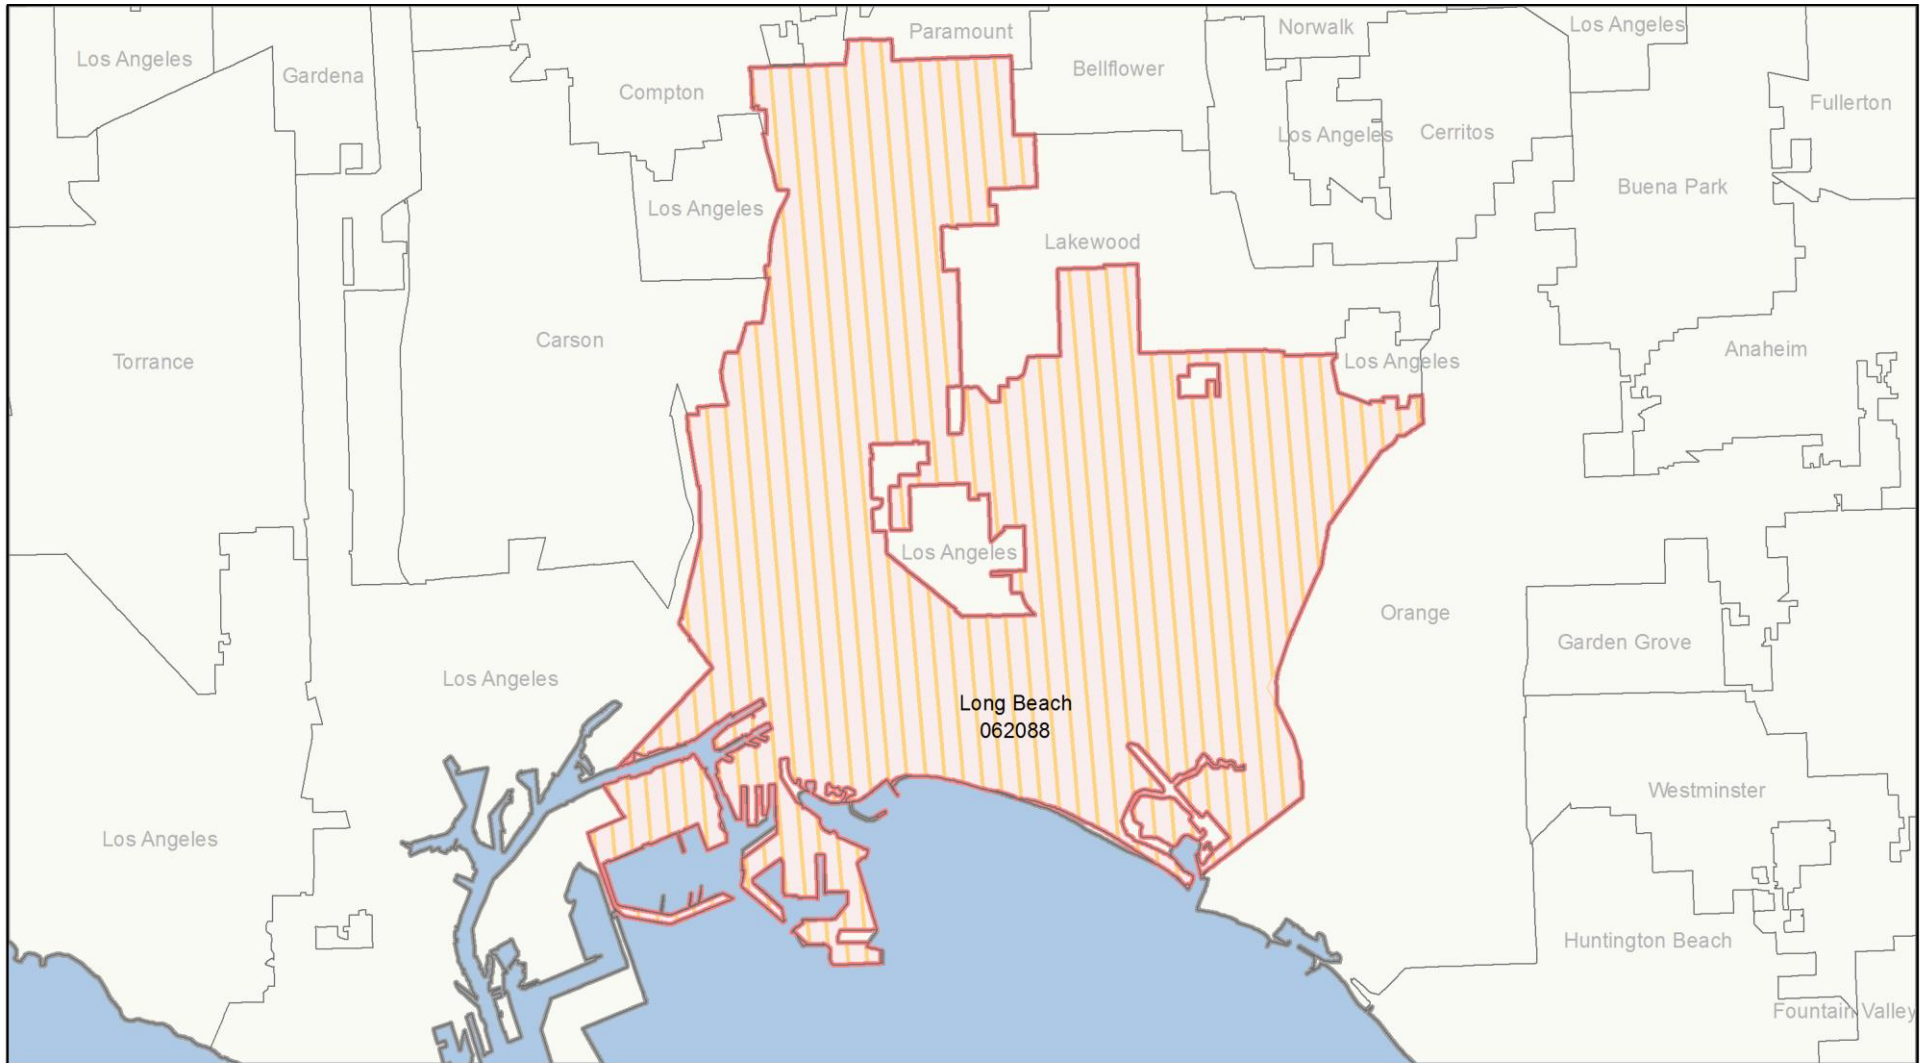 Los Angeles
Gardena
Compton
Paramount
Bellflower
Norwalk
Los Angeles
Fullerton
Los Angeles
Cerritos
Buena Park
Los Angeles
Lakewood
Torrance
Carson
Los Angeles
Anaheim
Los Angeles
Orange
Garden Grove
Los Angeles
Long Beach
062088
Westminster
Los Angeles
Huntington Beach
Fountain Valley